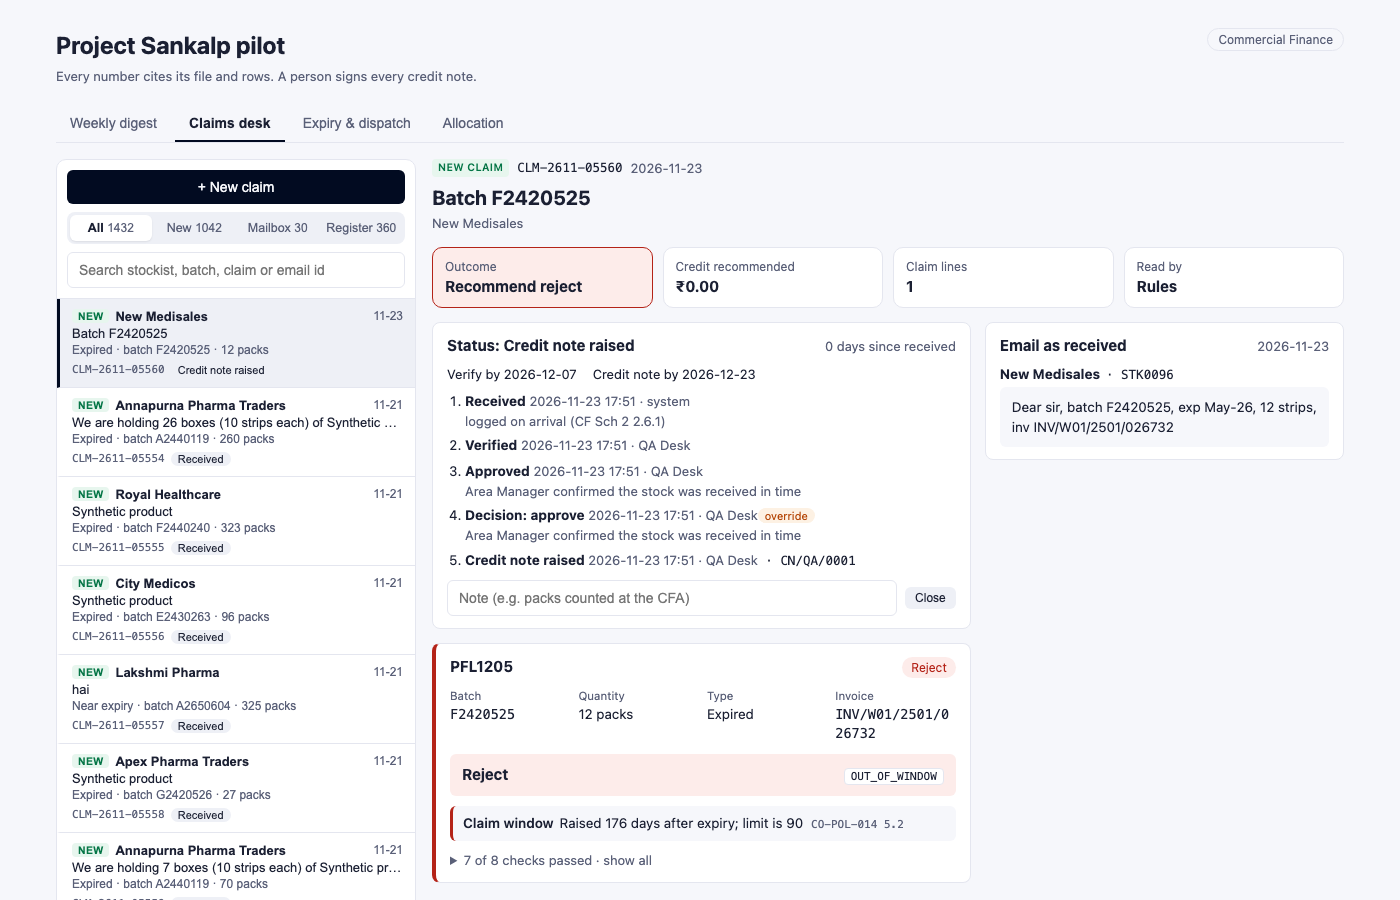 Project Sankalp pilot
Commercial Finance
Every number cites its file and rows. A person signs every credit note.
Weekly digest
Claims desk
Expiry & dispatch
Allocation
+ New claim
All 1432
New 1042
Mailbox 30
Register 360
Search stockist, batch, claim or email id
NEW New Medisales 11-23
Batch F2420525
Expired · batch F2420525 · 12 packs
CLM-2611-05560 Credit note raised
NEW Annapurna Pharma Traders 11-21
We are holding 26 boxes (10 strips each) of Synthetic ...
Expired · batch A2440119 · 260 packs
CLM-2611-05554 Received
NEW Royal Healthcare 11-21
Synthetic product
Expired · batch F2440240 · 323 packs
CLM-2611-05555 Received
NEW City Medicos 11-21
Synthetic product
Expired · batch E2430263 · 96 packs
CLM-2611-05556 Received
NEW Lakshmi Pharma 11-21
hai
Near expiry · batch A2650604 · 325 packs
CLM-2611-05557 Received
NEW Apex Pharma Traders 11-21
Synthetic product
Expired · batch G2420526 · 27 packs
CLM-2611-05558 Received
NEW Annapurna Pharma Traders 11-21
We are holding 7 boxes (10 strips each) of Synthetic pr...
Expired · batch A2440119 · 70 packs
NEW CLAIM CLM-2611-05560 2026-11-23
Batch F2420525
New Medisales
Outcome
Recommend reject
Credit recommended
₹0.00
Claim lines
1
Read by
Rules
Status: Credit note raised
0 days since received
Verify by 2026-12-07 Credit note by 2026-12-23
1. Received 2026-11-23 17:51 · system
logged on arrival (CF Sch 2 2.6.1)
2. Verified 2026-11-23 17:51 · QA Desk
3. Approved 2026-11-23 17:51 · QA Desk
Area Manager confirmed the stock was received in time
4. Decision: approve 2026-11-23 17:51 · QA Desk override
Area Manager confirmed the stock was received in time
5. Credit note raised 2026-11-23 17:51 · QA Desk · CN/QA/0001
Note (e.g. packs counted at the CFA)
Close
PFL1205
Reject
Batch
F2420525
Quantity
12 packs
Type
Expired
Invoice
INV/W01/2501/0
26732
Reject
OUT_OF_WINDOW
Claim window Raised 176 days after expiry; limit is 90 CO-POL-014 5.2
▶ 7 of 8 checks passed · show all
Email as received
2026-11-23
New Medisales · STK0096
Dear sir, batch F2420525, exp May-26, 12 strips,
inv INV/W01/2501/026732